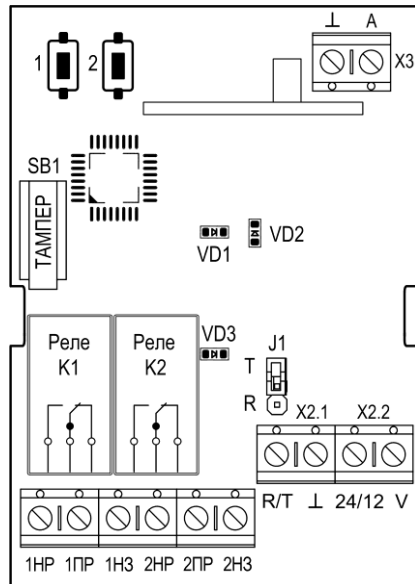 ⊥ A
X3
1 2
SB1
ТАМПЕР
VD1
VD2
Реле
K1
Реле
K2
VD3
J1
T
R
X2.1 X2.2
R/T ⊥ 24/12 V
1НР 1ПР 1НЗ 2НР 2ПР 2НЗ